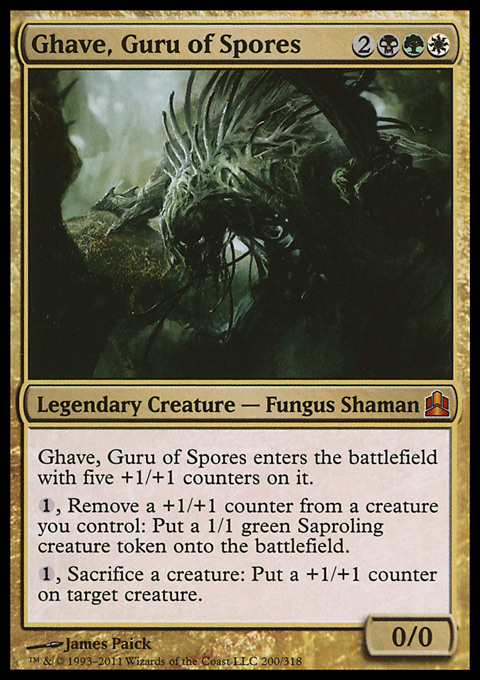 Ghave, Guru of Spores 2
Legendary Creature — Fungus Shaman
Ghave, Guru of Spores enters the battlefield
with five +1/+1 counters on it.
1, Remove a +1/+1 counter from a creature
you control: Put a 1/1 green Saproling
creature token onto the battlefield.
1, Sacrifice a creature: Put a +1/+1 counter
on target creature.
0/0
James Paick
™ & © 1993–2011 Wizards of the Coast LLC 200/318